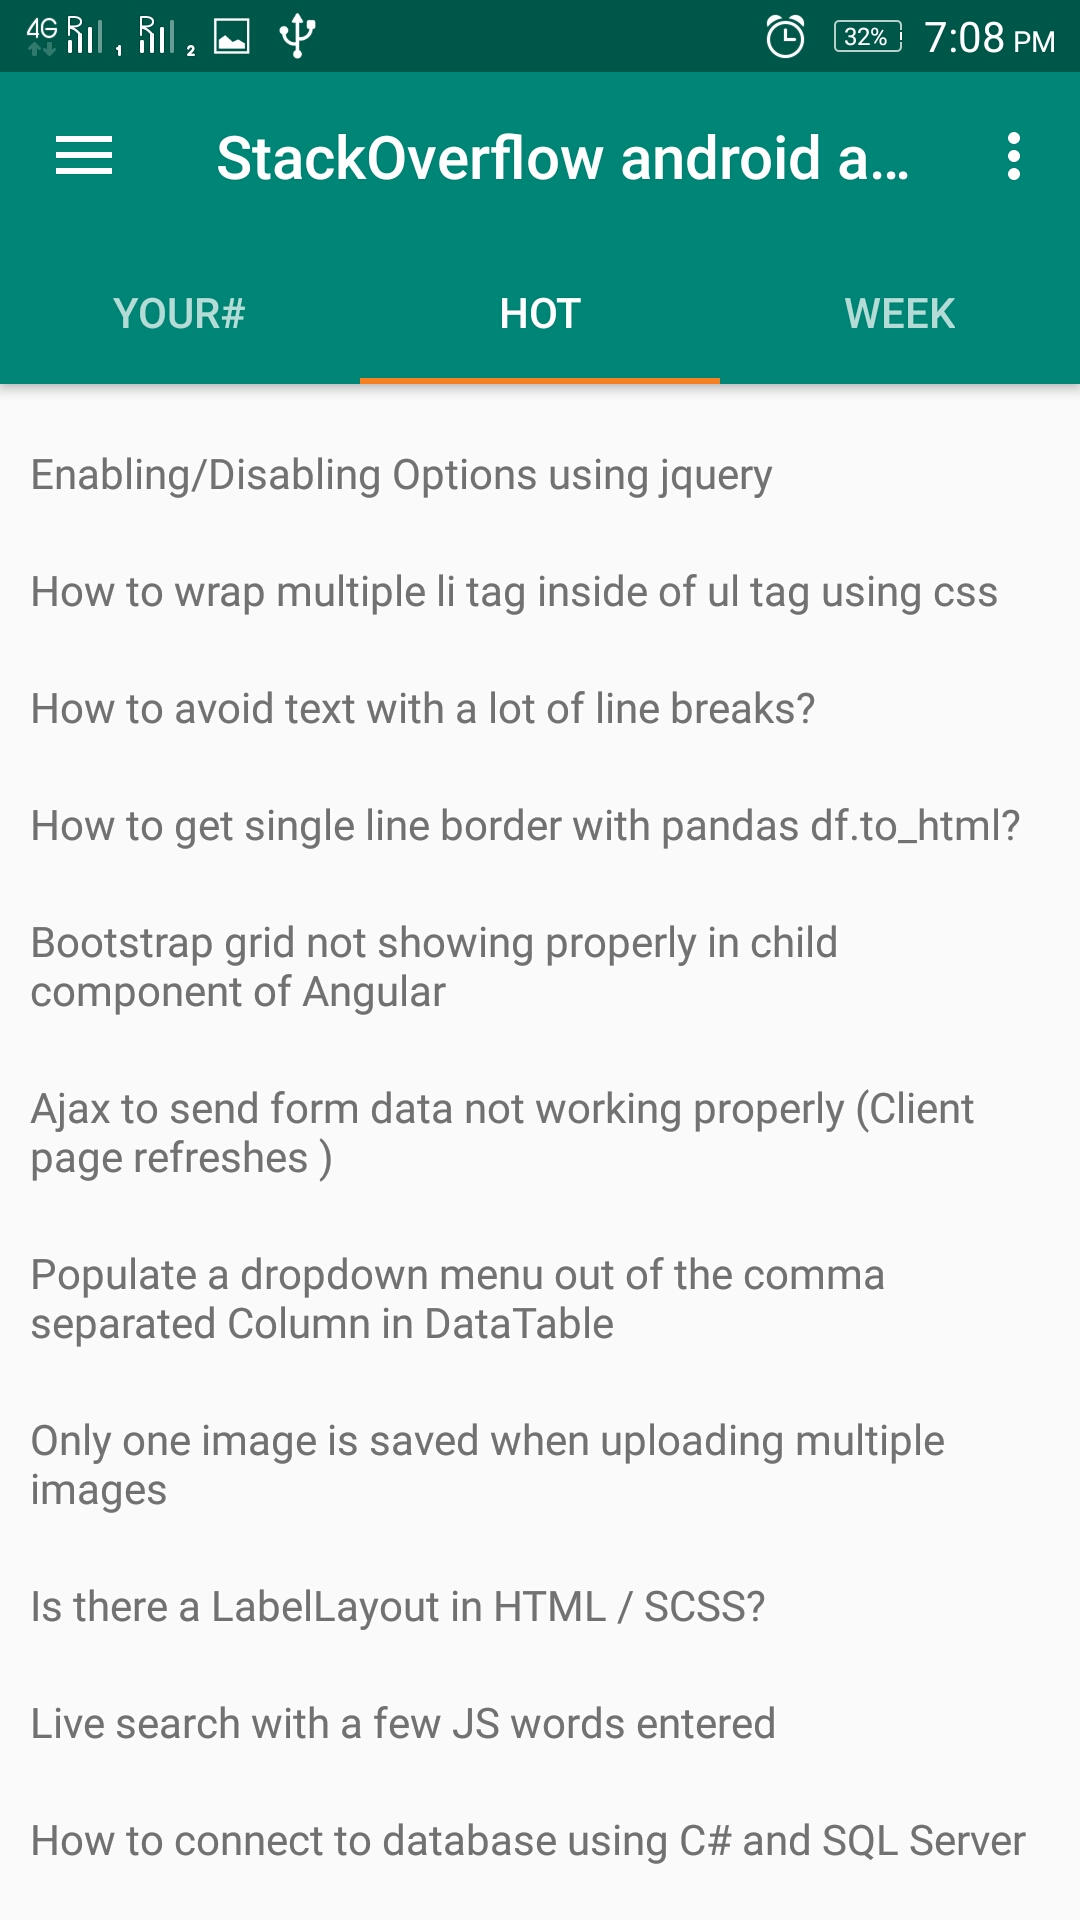 4G 1 2 32% 7:08 PM
StackOverflow android a...
YOUR# HOT WEEK
Enabling/Disabling Options using jquery
How to wrap multiple li tag inside of ul tag using css
How to avoid text with a lot of line breaks?
How to get single line border with pandas df.to_html?
Bootstrap grid not showing properly in child
component of Angular
Ajax to send form data not working properly (Client
page refreshes )
Populate a dropdown menu out of the comma
separated Column in DataTable
Only one image is saved when uploading multiple
images
Is there a LabelLayout in HTML / SCSS?
Live search with a few JS words entered
How to connect to database using C# and SQL Server